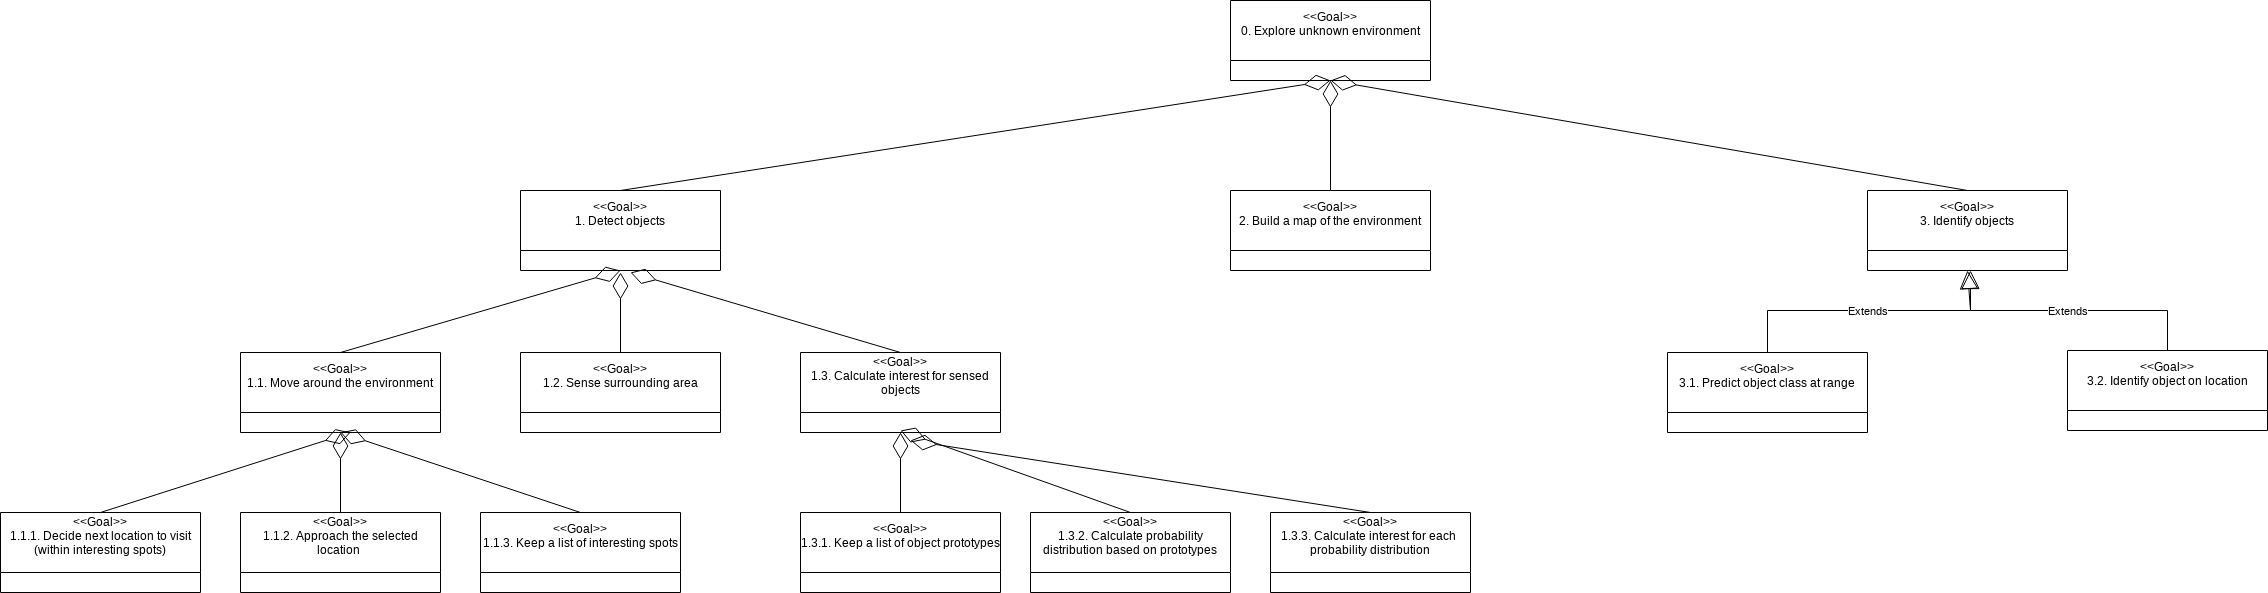 <<Goal>>
0. Explore unknown environment
<<Goal>>
1. Detect objects
<<Goal>>
2. Build a map of the environment
<<Goal>>
3. Identify objects
Extends
Extends
<<Goal>>
1.1. Move around the environment
<<Goal>>
1.2. Sense surrounding area
<<Goal>>
1.3. Calculate interest for sensed
objects
<<Goal>>
3.1. Predict object class at range
<<Goal>>
3.2. Identify object on location
<<Goal>>
1.1.1. Decide next location to visit
(within interesting spots)
<<Goal>>
1.1.2. Approach the selected
location
<<Goal>>
1.1.3. Keep a list of interesting spots
<<Goal>>
1.3.1. Keep a list of object prototypes
<<Goal>>
1.3.2. Calculate probability
distribution based on prototypes
<<Goal>>
1.3.3. Calculate interest for each
probability distribution